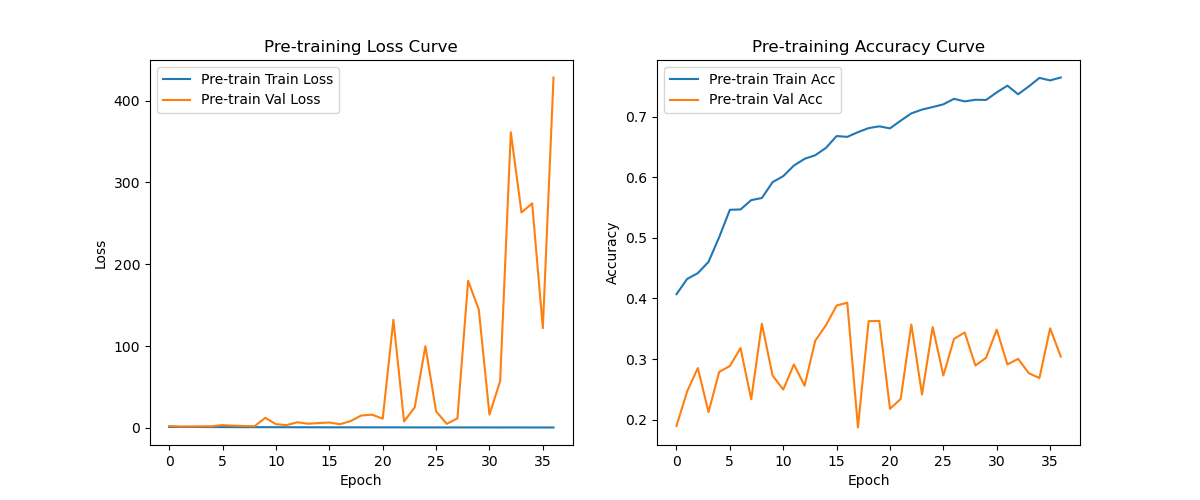 Pre-training Loss Curve
Pre-train Train Loss
Pre-train Val Loss
400
300
200
100
0
Loss
0 5 10 15 20 25 30 35
Epoch
Pre-training Accuracy Curve
Pre-train Train Acc
Pre-train Val Acc
0.7
0.6
0.5
0.4
0.3
0.2
Accuracy
0 5 10 15 20 25 30 35
Epoch